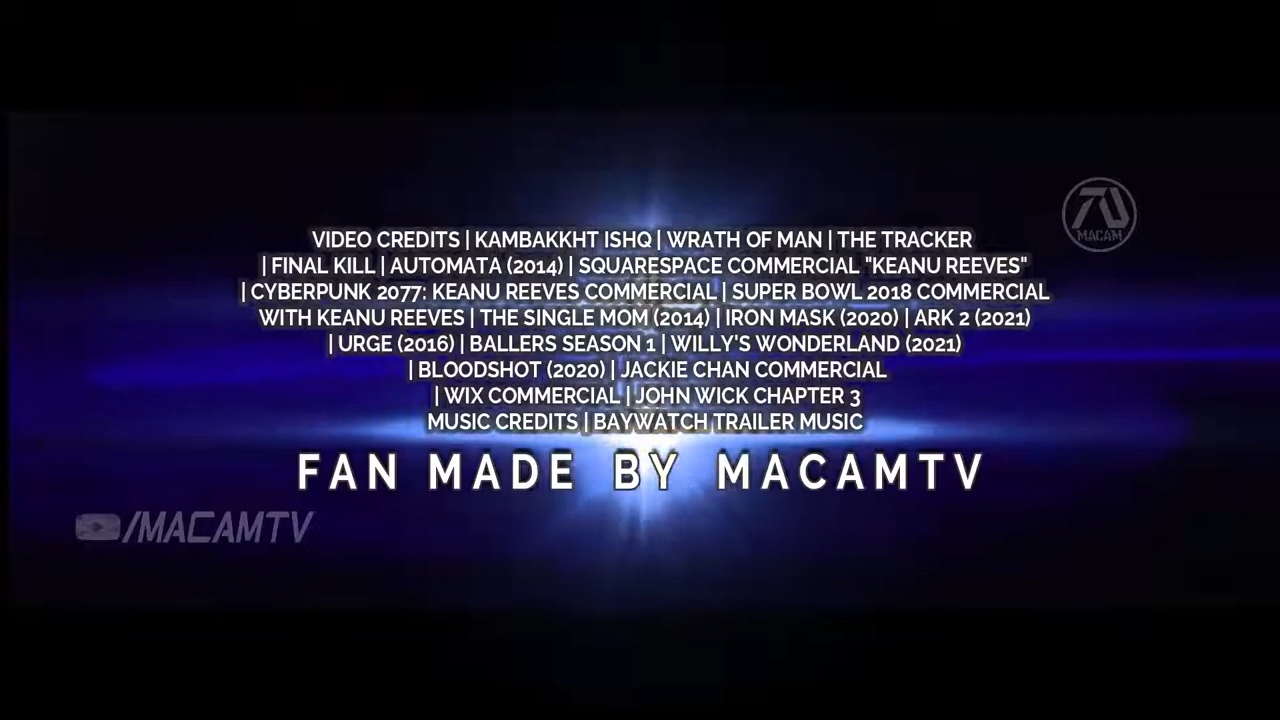 MACAM
VIDEO CREDITS | KAMBAKKHT ISHQ | WRATH OF MAN | THE TRACKER
| FINAL KILL | AUTOMATA (2014) | SQUARESPACE COMMERCIAL "KEANU REEVES"
| CYBERPUNK 2077: KEANU REEVES COMMERCIAL | SUPER BOWL 2018 COMMERCIAL
WITH KEANU REEVES | THE SINGLE MOM (2014) | IRON MASK (2020) | ARK 2 (2021)
| URGE (2016) | BALLERS SEASON 1 | WILLY'S WONDERLAND (2021)
| BLOODSHOT (2020) | JACKIE CHAN COMMERCIAL
| WIX COMMERCIAL | JOHN WICK CHAPTER 3
MUSIC CREDITS | BAYWATCH TRAILER MUSIC
FAN MADE BY MACAMTV
/MACAMTV